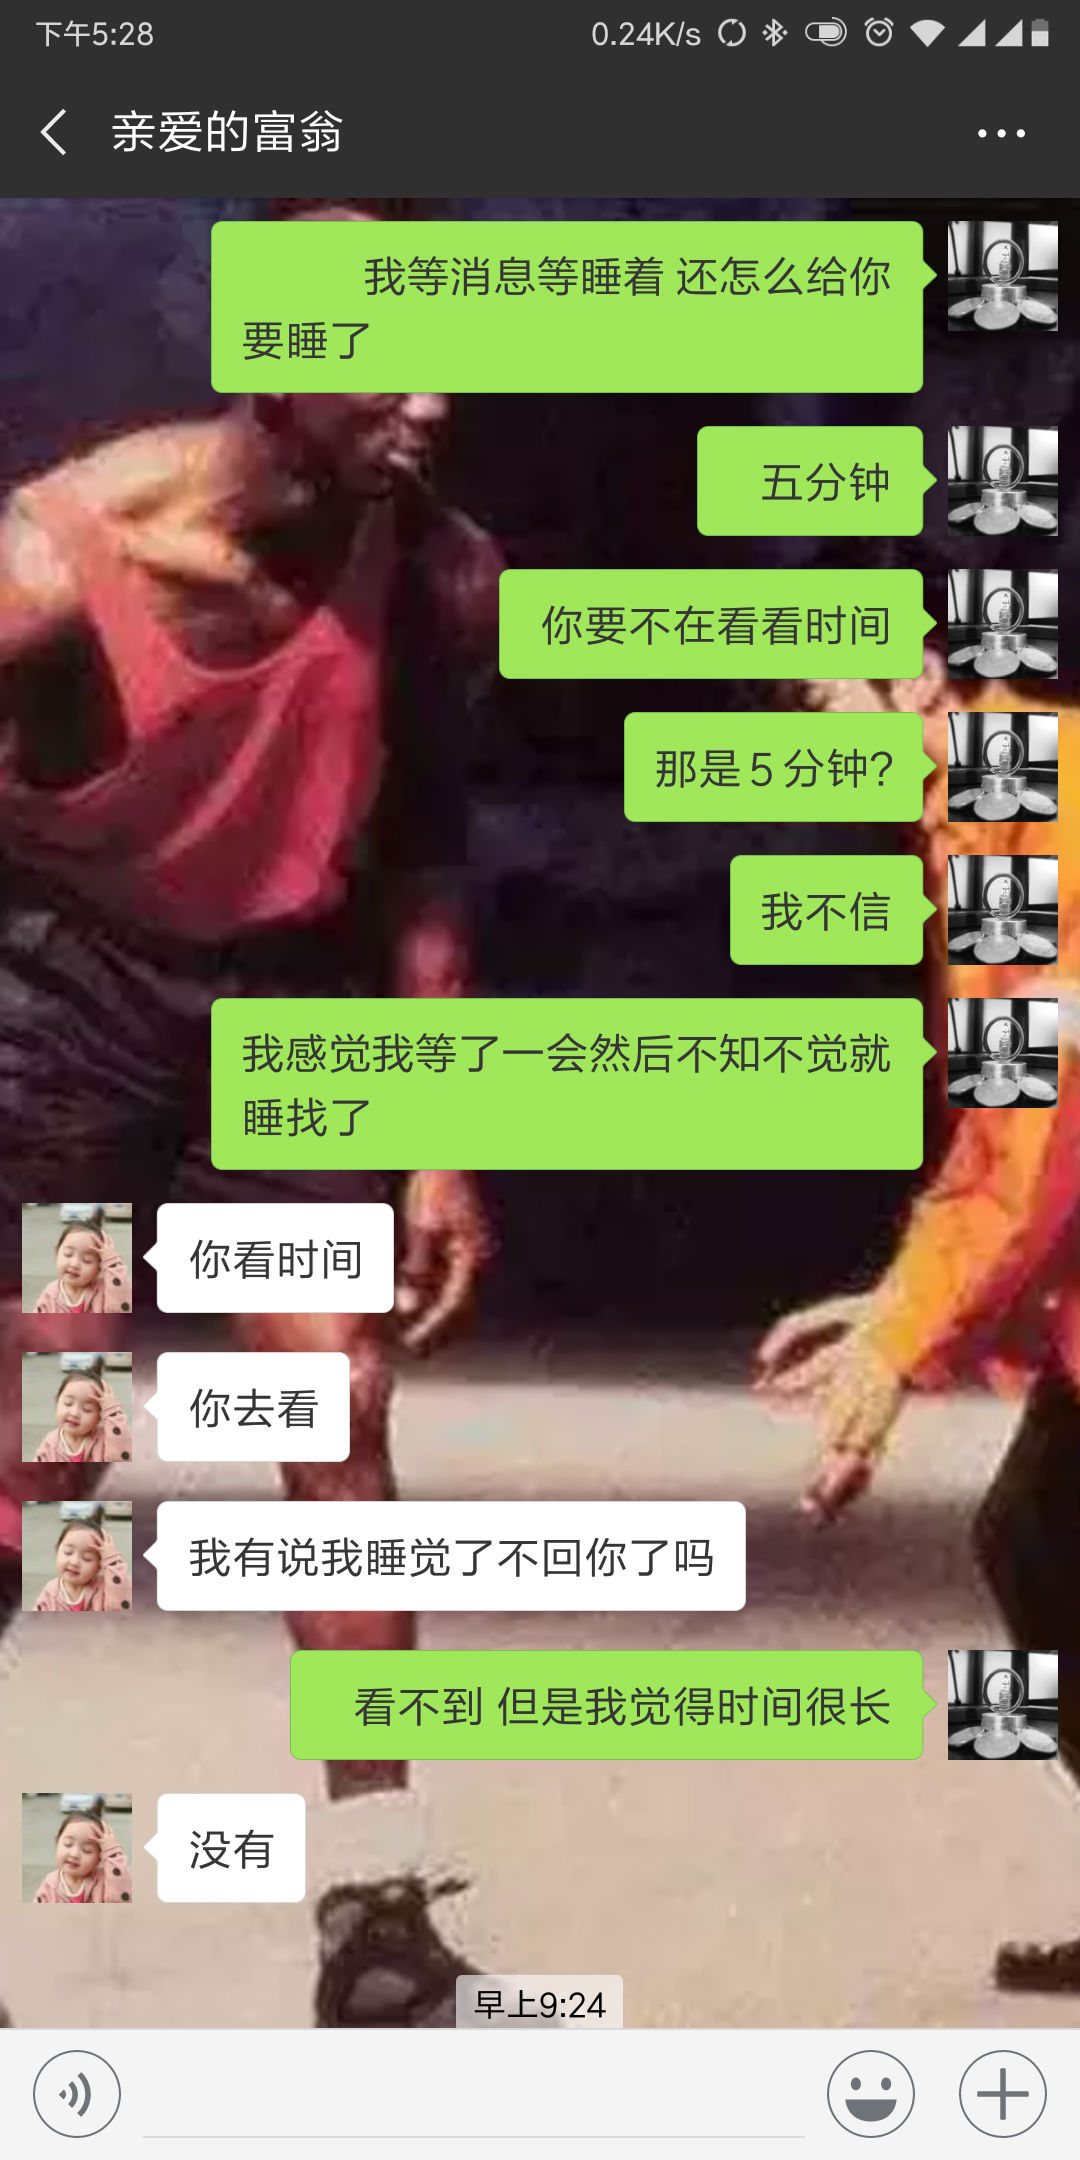 下午5:28
0.24K/s
亲爱的富翁
我等消息等睡着 还怎么给你
要睡了
五分钟
你要不在看看时间
那是5分钟?
我不信
我感觉我等了一会然后不知不觉就
睡找了
你看时间
你去看
我有说我睡觉了不回你了吗
看不到 但是我觉得时间很长
没有
早上9:24